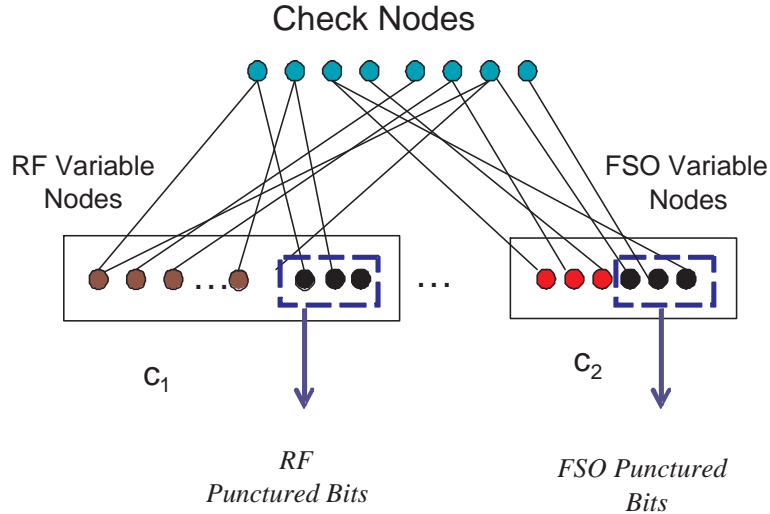 Check Nodes
RF Variable
Nodes
FSO Variable
Nodes
...
...
c1
c2
RF
Punctured Bits
FSO Punctured
Bits